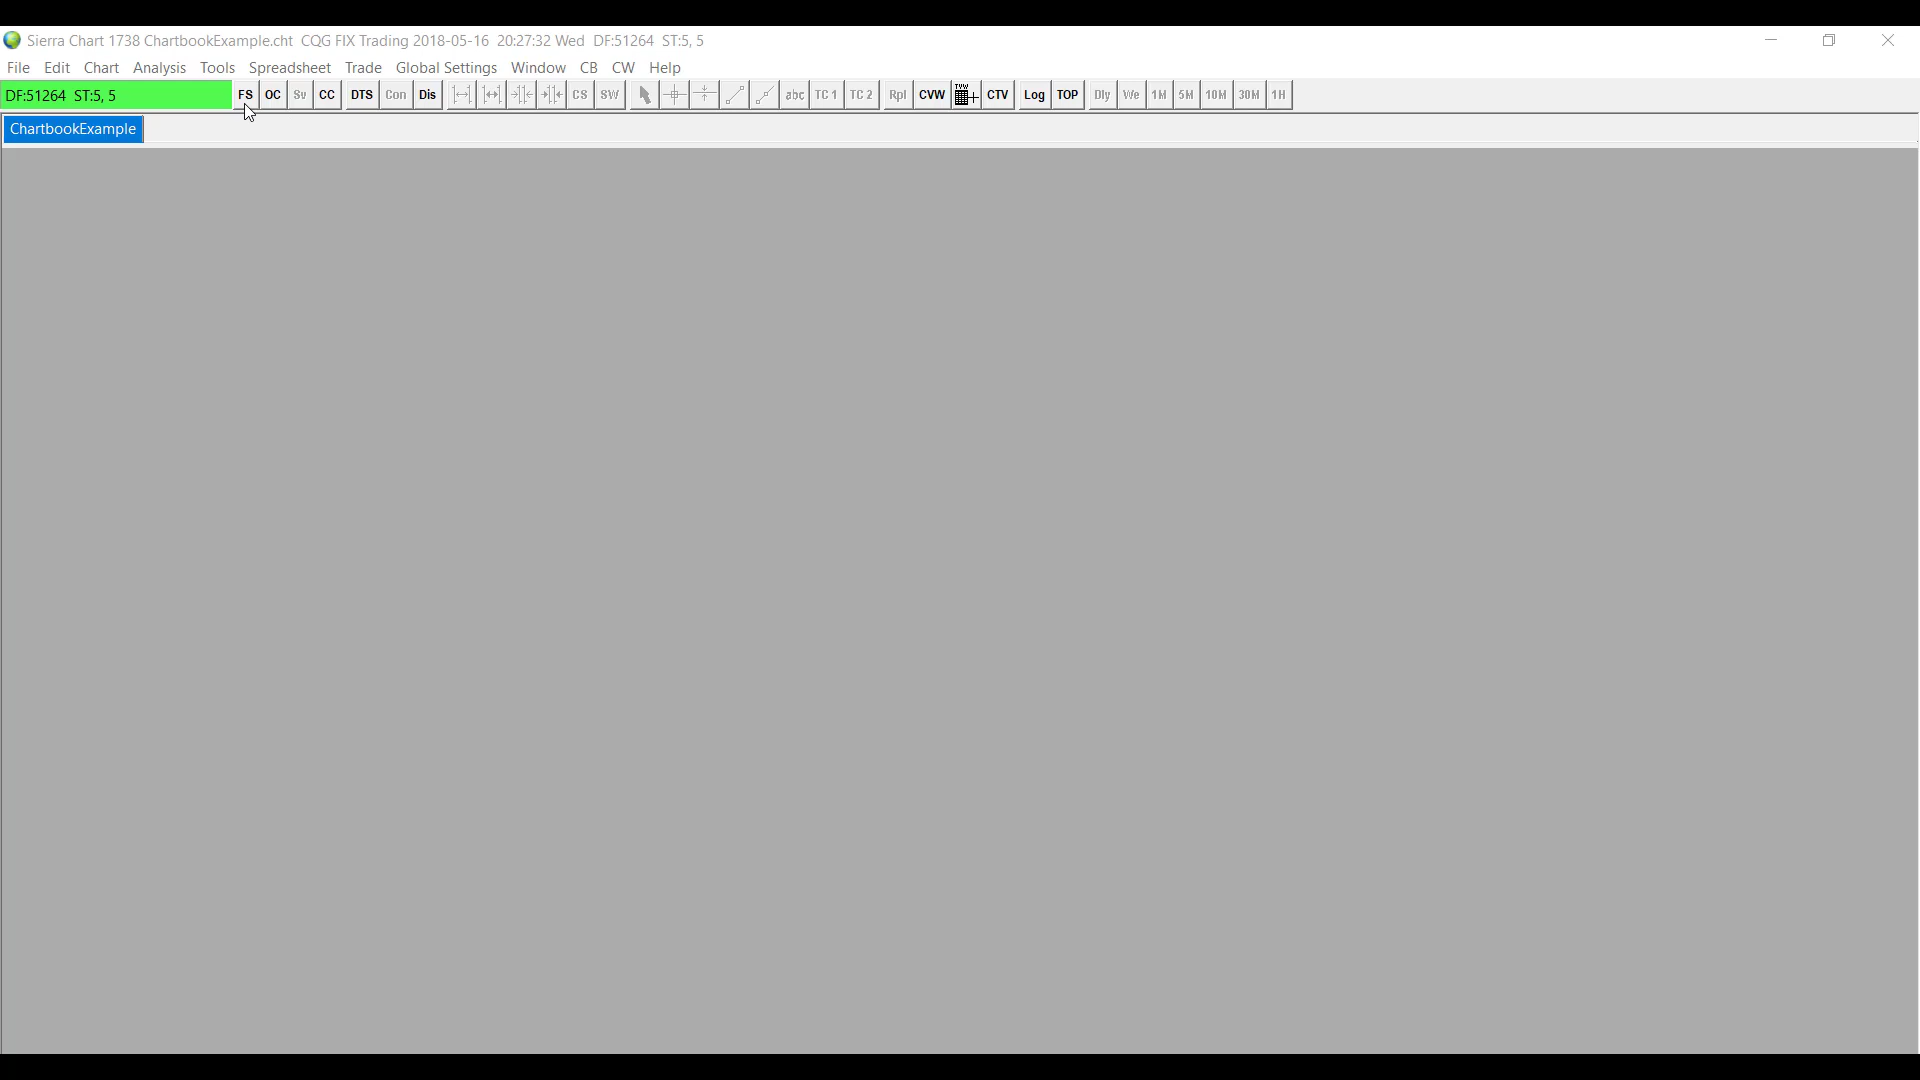 Sierra Chart 1738 ChartbookExample.cht  CQG FIX Trading 2018-05-16  20:27:32 Wed  DF:51264  ST:5, 5
File Edit Chart Analysis Tools Spreadsheet Trade Global Settings Window CB CW Help
DF:51264  ST:5, 5 FS OC Sv CC DTS Con Dis CS SW abc TC 1 TC 2 Rpl CVW TVW CTV Log TOP Dly We 1M 5M 10M 30M 1H
ChartbookExample